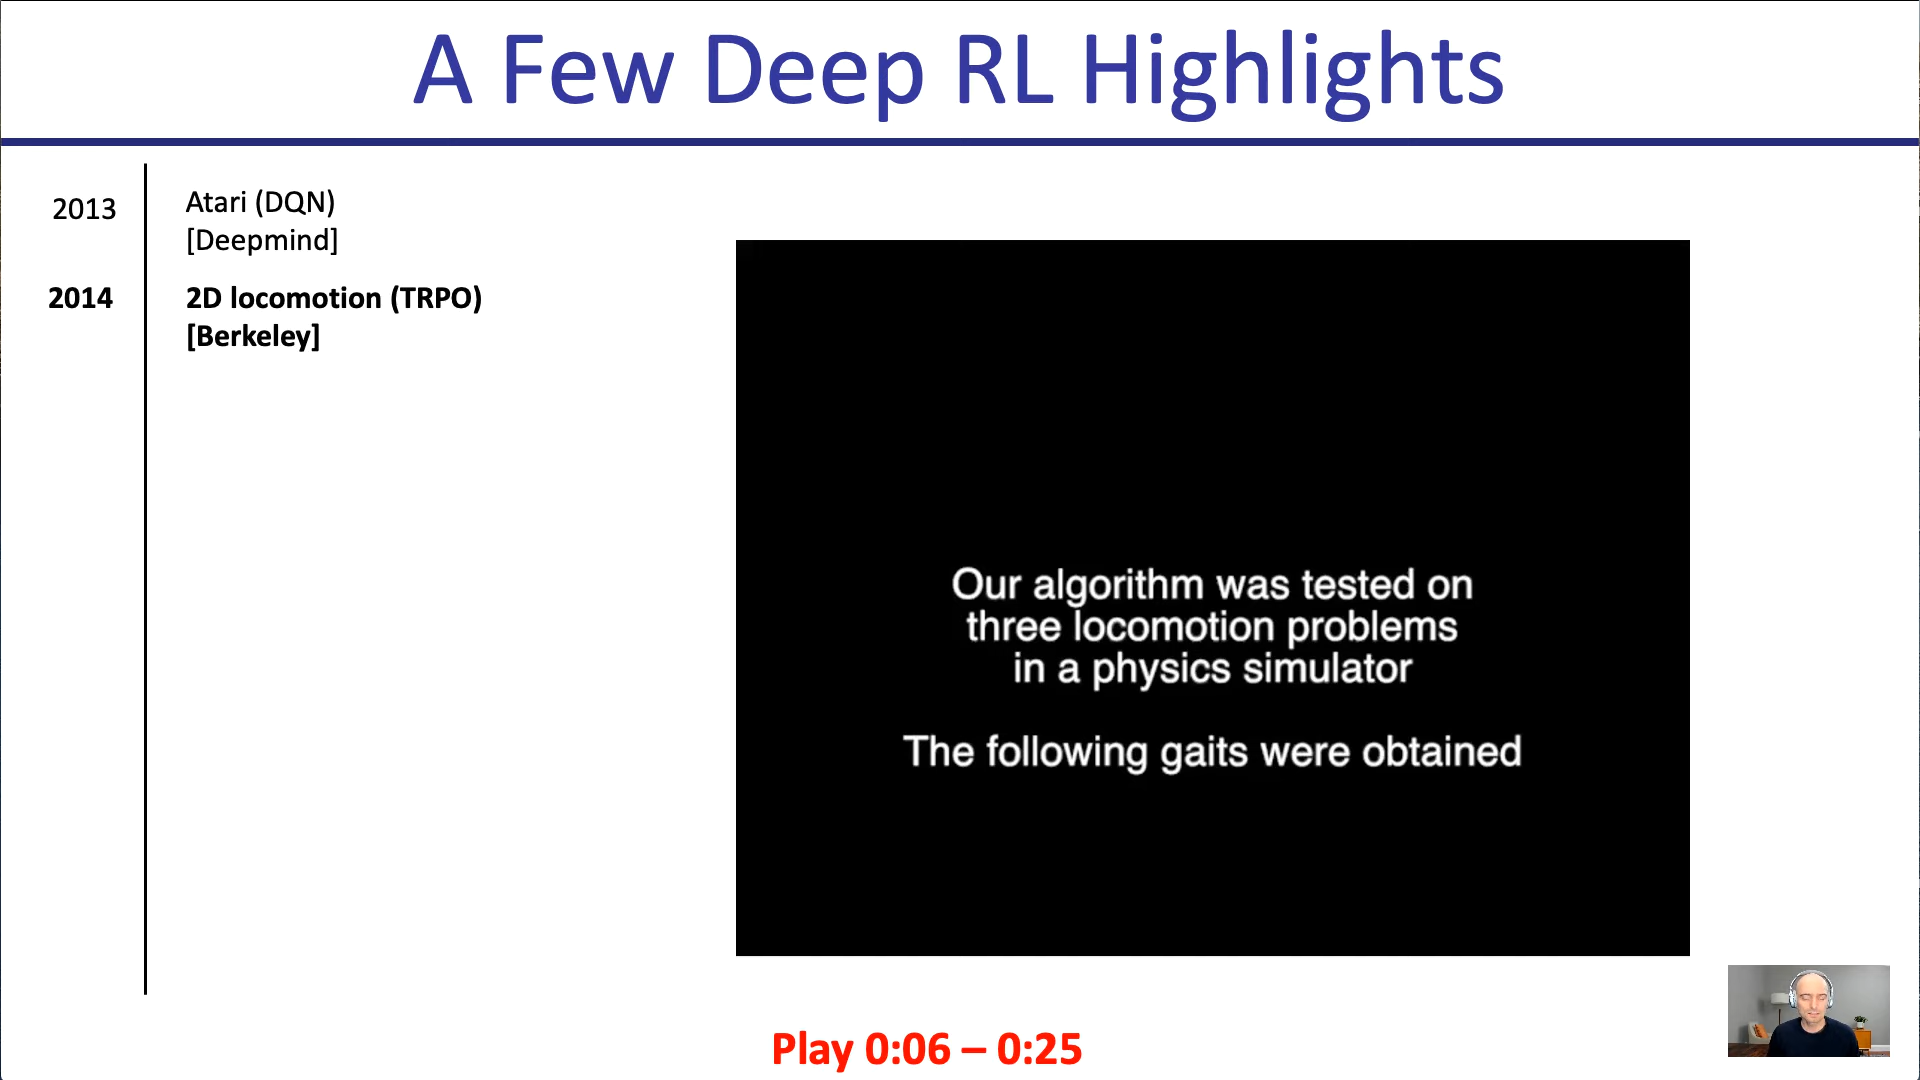 A Few Deep RL Highlights
2013
Atari (DQN)
[Deepmind]
2014
2D locomotion (TRPO)
[Berkeley]
Our algorithm was tested on
three locomotion problems
in a physics simulator
The following gaits were obtained
Play 0:06 – 0:25